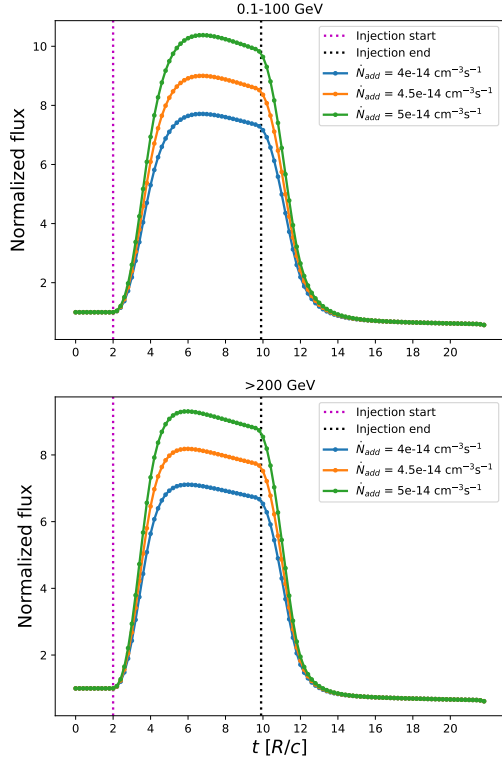 0.1-100 GeV
Injection start
Injection end
Ṅadd = 4e-14 cm⁻³s⁻¹
Ṅadd = 4.5e-14 cm⁻³s⁻¹
Ṅadd = 5e-14 cm⁻³s⁻¹
Normalized flux
10
8
6
4
2
0 2 4 6 8 10 12 14 16 18 20
>200 GeV
Injection start
Injection end
Ṅadd = 4e-14 cm⁻³s⁻¹
Ṅadd = 4.5e-14 cm⁻³s⁻¹
Ṅadd = 5e-14 cm⁻³s⁻¹
Normalized flux
8
6
4
2
0 2 4 6 8 10 12 14 16 18 20
t [R/c]